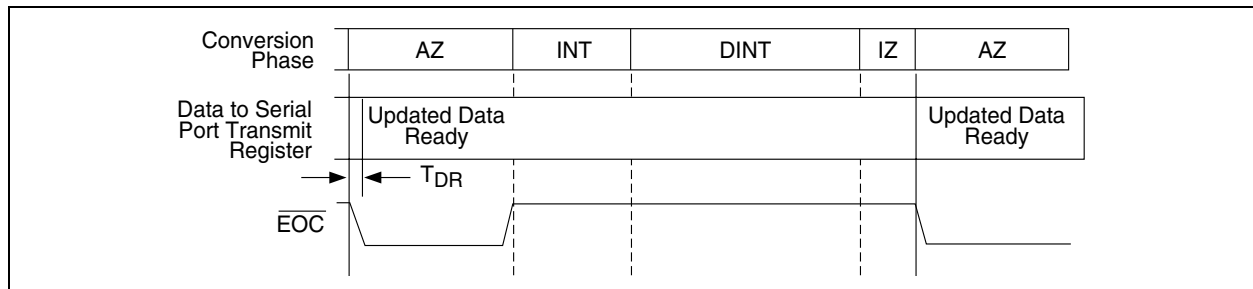 Conversion
Phase
AZ
INT
DINT
IZ
AZ
Data to Serial
Port Transmit
Register
Updated Data
Ready
Updated Data
Ready
TDR
EOC